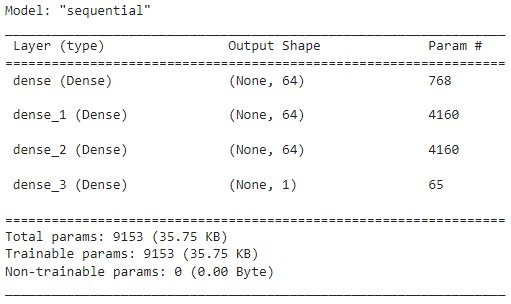 Model: "sequential"
_________________________________________________________________
Layer (type) Output Shape Param #
=================================================================
dense (Dense) (None, 64) 768
dense_1 (Dense) (None, 64) 4160
dense_2 (Dense) (None, 64) 4160
dense_3 (Dense) (None, 1) 65
=================================================================
Total params: 9153 (35.75 KB)
Trainable params: 9153 (35.75 KB)
Non-trainable params: 0 (0.00 Byte)
_________________________________________________________________